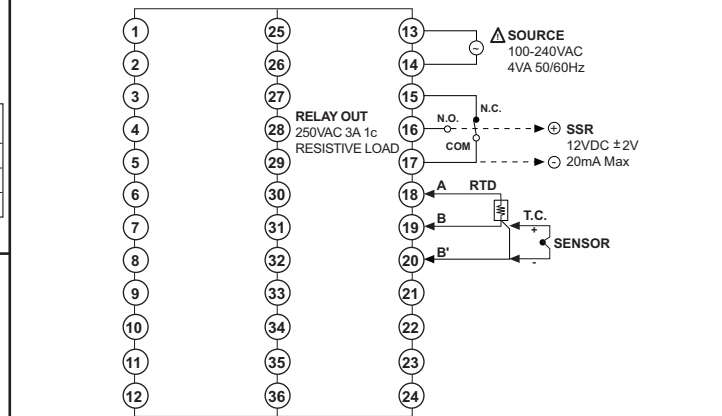 1 25 13
SOURCE
100-240VAC
4VA 50/60Hz
2 26 14
3 27 15
N.C.
RELAY OUT
250VAC 3A 1c
RESISTIVE LOAD
4 28 16
N.O.
COM
+ SSR
12VDC ±2V
- 20mA Max
5 29 17
6 30 18
A RTD
7 31 19
B
T.C.
+
SENSOR
8 32 20
B'
-
9 33 21
10 34 22
11 35 23
12 36 24